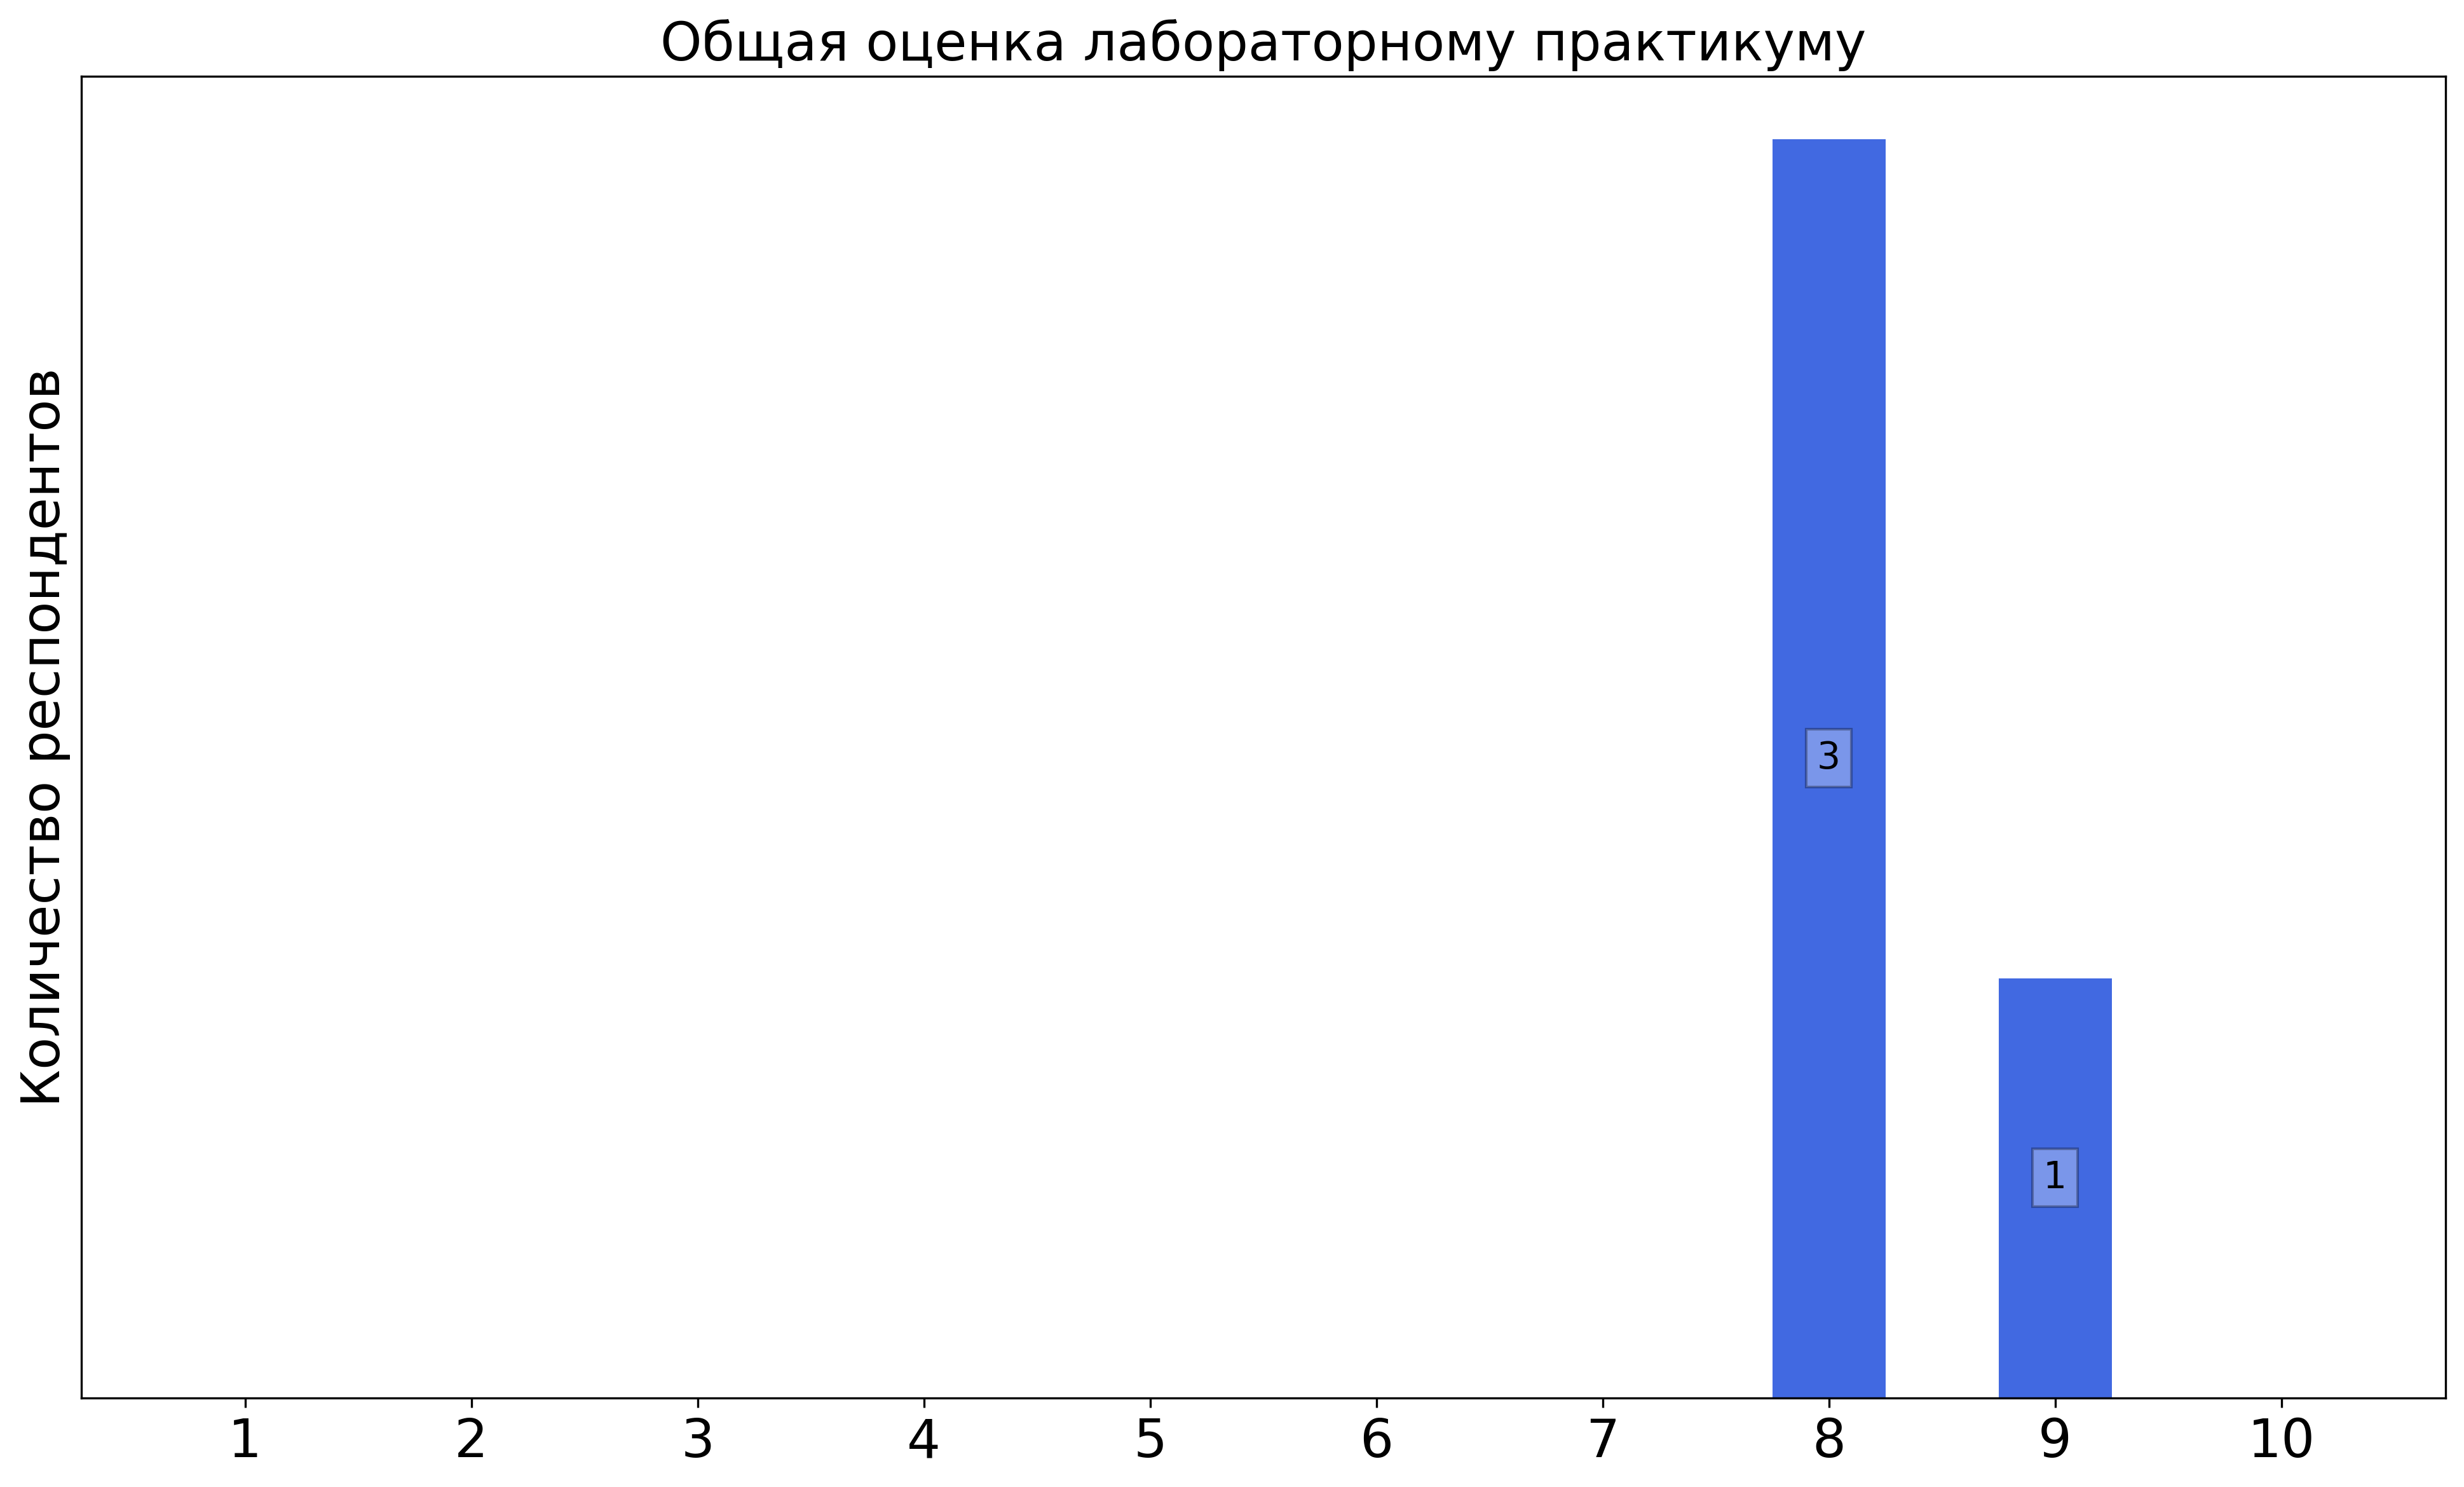 Общая оценка лабораторному практикуму
Количество респондентов
3
1
1 2 3 4 5 6 7 8 9 10